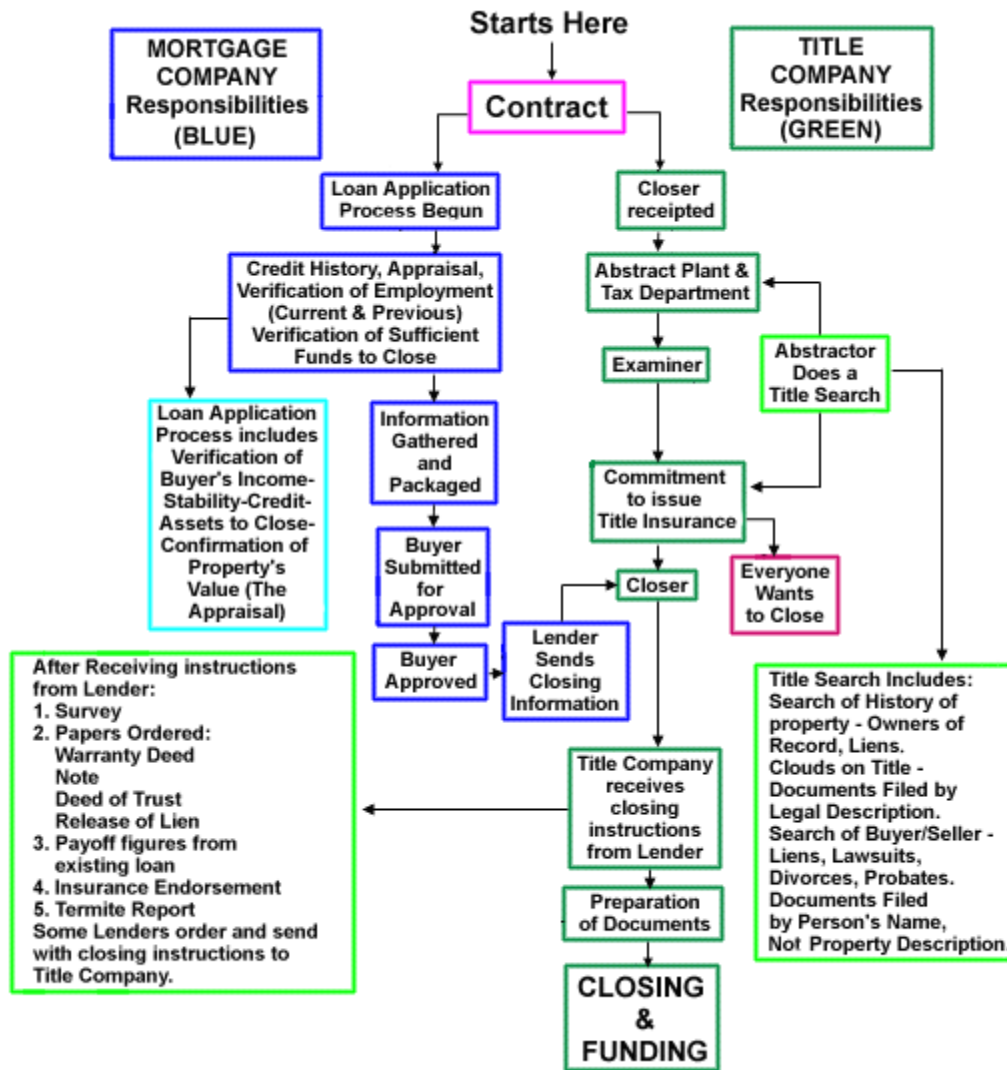 Starts Here
MORTGAGE
COMPANY
Responsibilities
(BLUE)
TITLE
COMPANY
Responsibilities
(GREEN)
Contract
Loan Application
Process Begun
Closer
receipted
Credit History, Appraisal,
Verification of Employment
(Current & Previous)
Verification of Sufficient
Funds to Close
Abstract Plant &
Tax Department
Examiner
Abstractor
Does a
Title Search
Loan Application
Process includes
Verification of
Buyer's Income-
Stability-Credit-
Assets to Close-
Confirmation of
Property's
Value (The
Appraisal)
Information
Gathered
and
Packaged
Commitment
to issue
Title Insurance
Buyer
Submitted
for
Approval
Closer
Everyone
Wants
to Close
Buyer
Approved
Lender
Sends
Closing
Information
After Receiving instructions
from Lender:
1. Survey
2. Papers Ordered:
Warranty Deed
Note
Deed of Trust
Release of Lien
3. Payoff figures from
existing loan
4. Insurance Endorsement
5. Termite Report
Some Lenders order and send
with closing instructions to
Title Company.
Title Company
receives
closing
instructions
from Lender
Title Search Includes:
Search of History of
property - Owners of
Record, Liens.
Clouds on Title -
Documents Filed by
Legal Description.
Search of Buyer/Seller -
Liens, Lawsuits,
Divorces, Probates.
Documents Filed
by Person's Name,
Not Property Description.
Preparation
of Documents
CLOSING
&
FUNDING